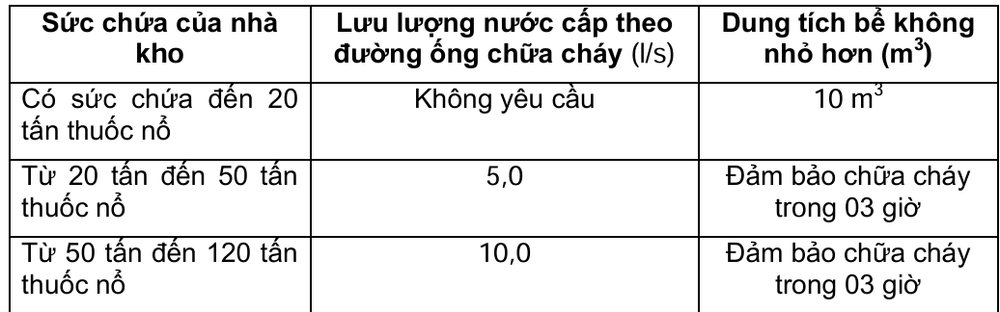 Sức chứa của nhà kho
Lưu lượng nước cấp theo đường ống chữa cháy (l/s)
Dung tích bể không nhỏ hơn (m³)
Có sức chứa đến 20 tấn thuốc nổ
Không yêu cầu
10 m³
Từ 20 tấn đến 50 tấn thuốc nổ
5,0
Đảm bảo chữa cháy trong 03 giờ
Từ 50 tấn đến 120 tấn thuốc nổ
10,0
Đảm bảo chữa cháy trong 03 giờ